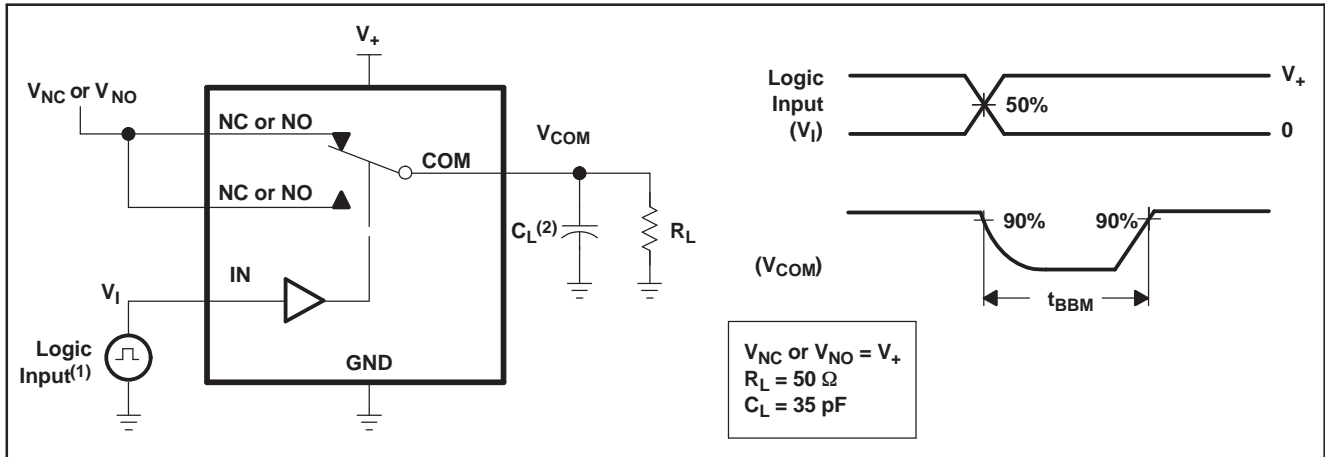 V+
VNC or VNO
NC or NO
VCOM
COM
NC or NO
CL(2)
RL
IN
VI
Logic
Input(1)
GND
Logic
Input
(VI)
V+
50%
0
90%
90%
(VCOM)
tBBM
VNC or VNO = V+
RL = 50 Ω
CL = 35 pF